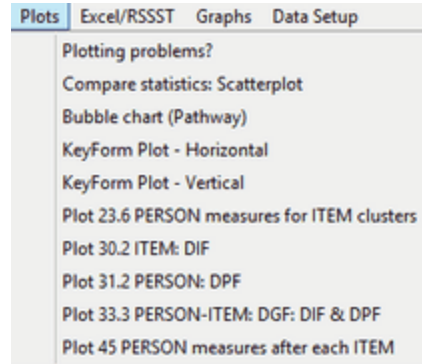 Plots Excel/RSSST Graphs Data Setup
Plotting problems?
Compare statistics: Scatterplot
Bubble chart (Pathway)
KeyForm Plot - Horizontal
KeyForm Plot - Vertical
Plot 23.6 PERSON measures for ITEM clusters
Plot 30.2 ITEM: DIF
Plot 31.2 PERSON: DPF
Plot 33.3 PERSON-ITEM: DGF: DIF & DPF
Plot 45 PERSON measures after each ITEM